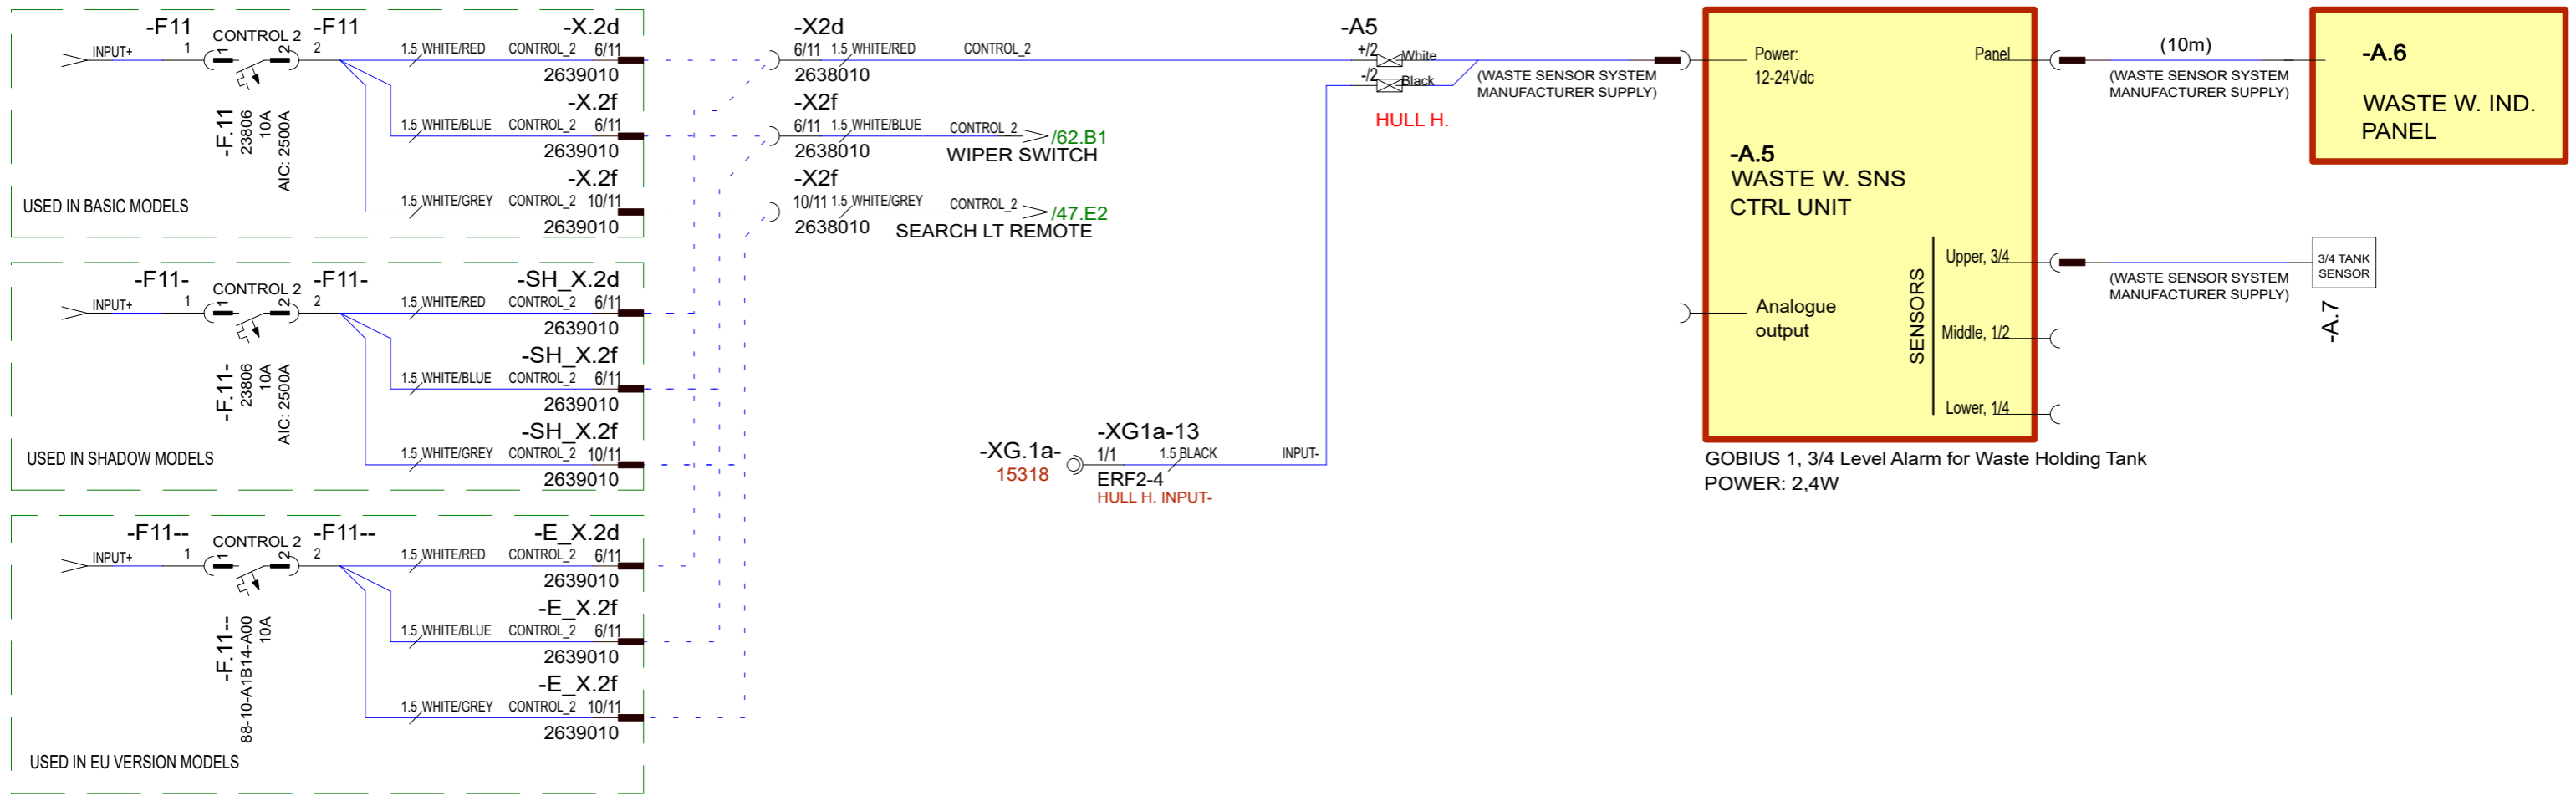 -F11
CONTROL 2
-F11
INPUT+
1
1
2
2
-F.11
23806
10A
AIC: 2500A
USED IN BASIC MODELS
-X.2d
1.5 WHITE/RED CONTROL_2 6/11
2639010
-X.2f
1.5 WHITE/BLUE CONTROL_2 6/11
2639010
-X.2f
1.5 WHITE/GREY CONTROL_2 10/11
2639010
-F11-
CONTROL 2
-F11-
INPUT+
1
1
2
2
-F.11-
23806
10A
AIC: 2500A
USED IN SHADOW MODELS
-SH_X.2d
1.5 WHITE/RED CONTROL_2 6/11
2639010
-SH_X.2f
1.5 WHITE/BLUE CONTROL_2 6/11
2639010
-SH_X.2f
1.5 WHITE/GREY CONTROL_2 10/11
2639010
-F11--
CONTROL 2
-F11--
INPUT+
1
1
2
2
-F.11--
88-10-A1B14-A00
10A
USED IN EU VERSION MODELS
-E_X.2d
1.5 WHITE/RED CONTROL_2 6/11
2639010
-E_X.2f
1.5 WHITE/BLUE CONTROL_2 6/11
2639010
-E_X.2f
1.5 WHITE/GREY CONTROL_2 10/11
2639010
-X2d
6/11 1.5 WHITE/RED CONTROL_2
2638010
-X2f
6/11 1.5 WHITE/BLUE CONTROL_2 /62.B1
2638010 WIPER SWITCH
-X2f
10/11 1.5 WHITE/GREY CONTROL_2 /47.E2
2638010 SEARCH LT REMOTE
-XG.1a-
15318
-XG1a-13
1/1 1.5 BLACK INPUT-
ERF2-4
HULL H. INPUT-
-A5
+/2 White
-/2 Black
HULL H.
(WASTE SENSOR SYSTEM
MANUFACTURER SUPPLY)
Power:
12-24Vdc
Panel
-A.5
WASTE W. SNS
CTRL UNIT
Analogue
output
SENSORS
Upper, 3/4
Middle, 1/2
Lower, 1/4
GOBIUS 1, 3/4 Level Alarm for Waste Holding Tank
POWER: 2,4W
(10m)
(WASTE SENSOR SYSTEM
MANUFACTURER SUPPLY)
-A.6
WASTE W. IND.
PANEL
(WASTE SENSOR SYSTEM
MANUFACTURER SUPPLY)
3/4 TANK
SENSOR
-A.7